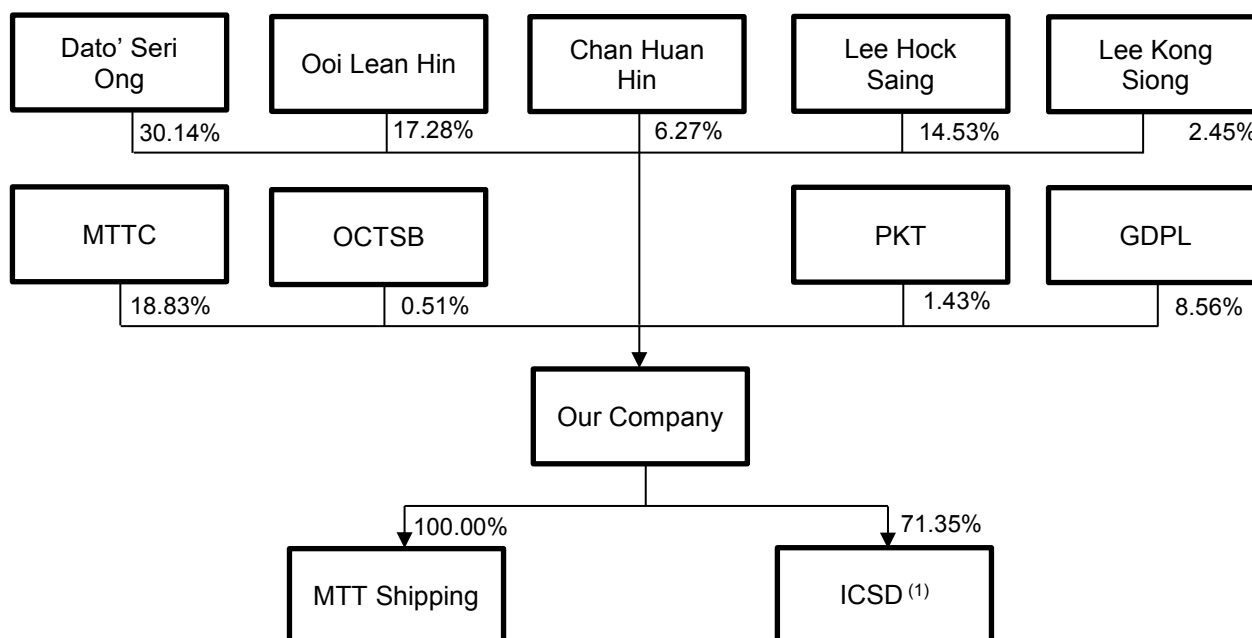 Dato’ Seri
Ong
Ooi Lean Hin
Chan Huan
Hin
Lee Hock
Saing
Lee Kong
Siong
30.14%
17.28%
6.27%
14.53%
2.45%
MTTC
OCTSB
PKT
GDPL
18.83%
0.51%
1.43%
8.56%
Our Company
100.00%
71.35%
MTT Shipping
ICSD (1)